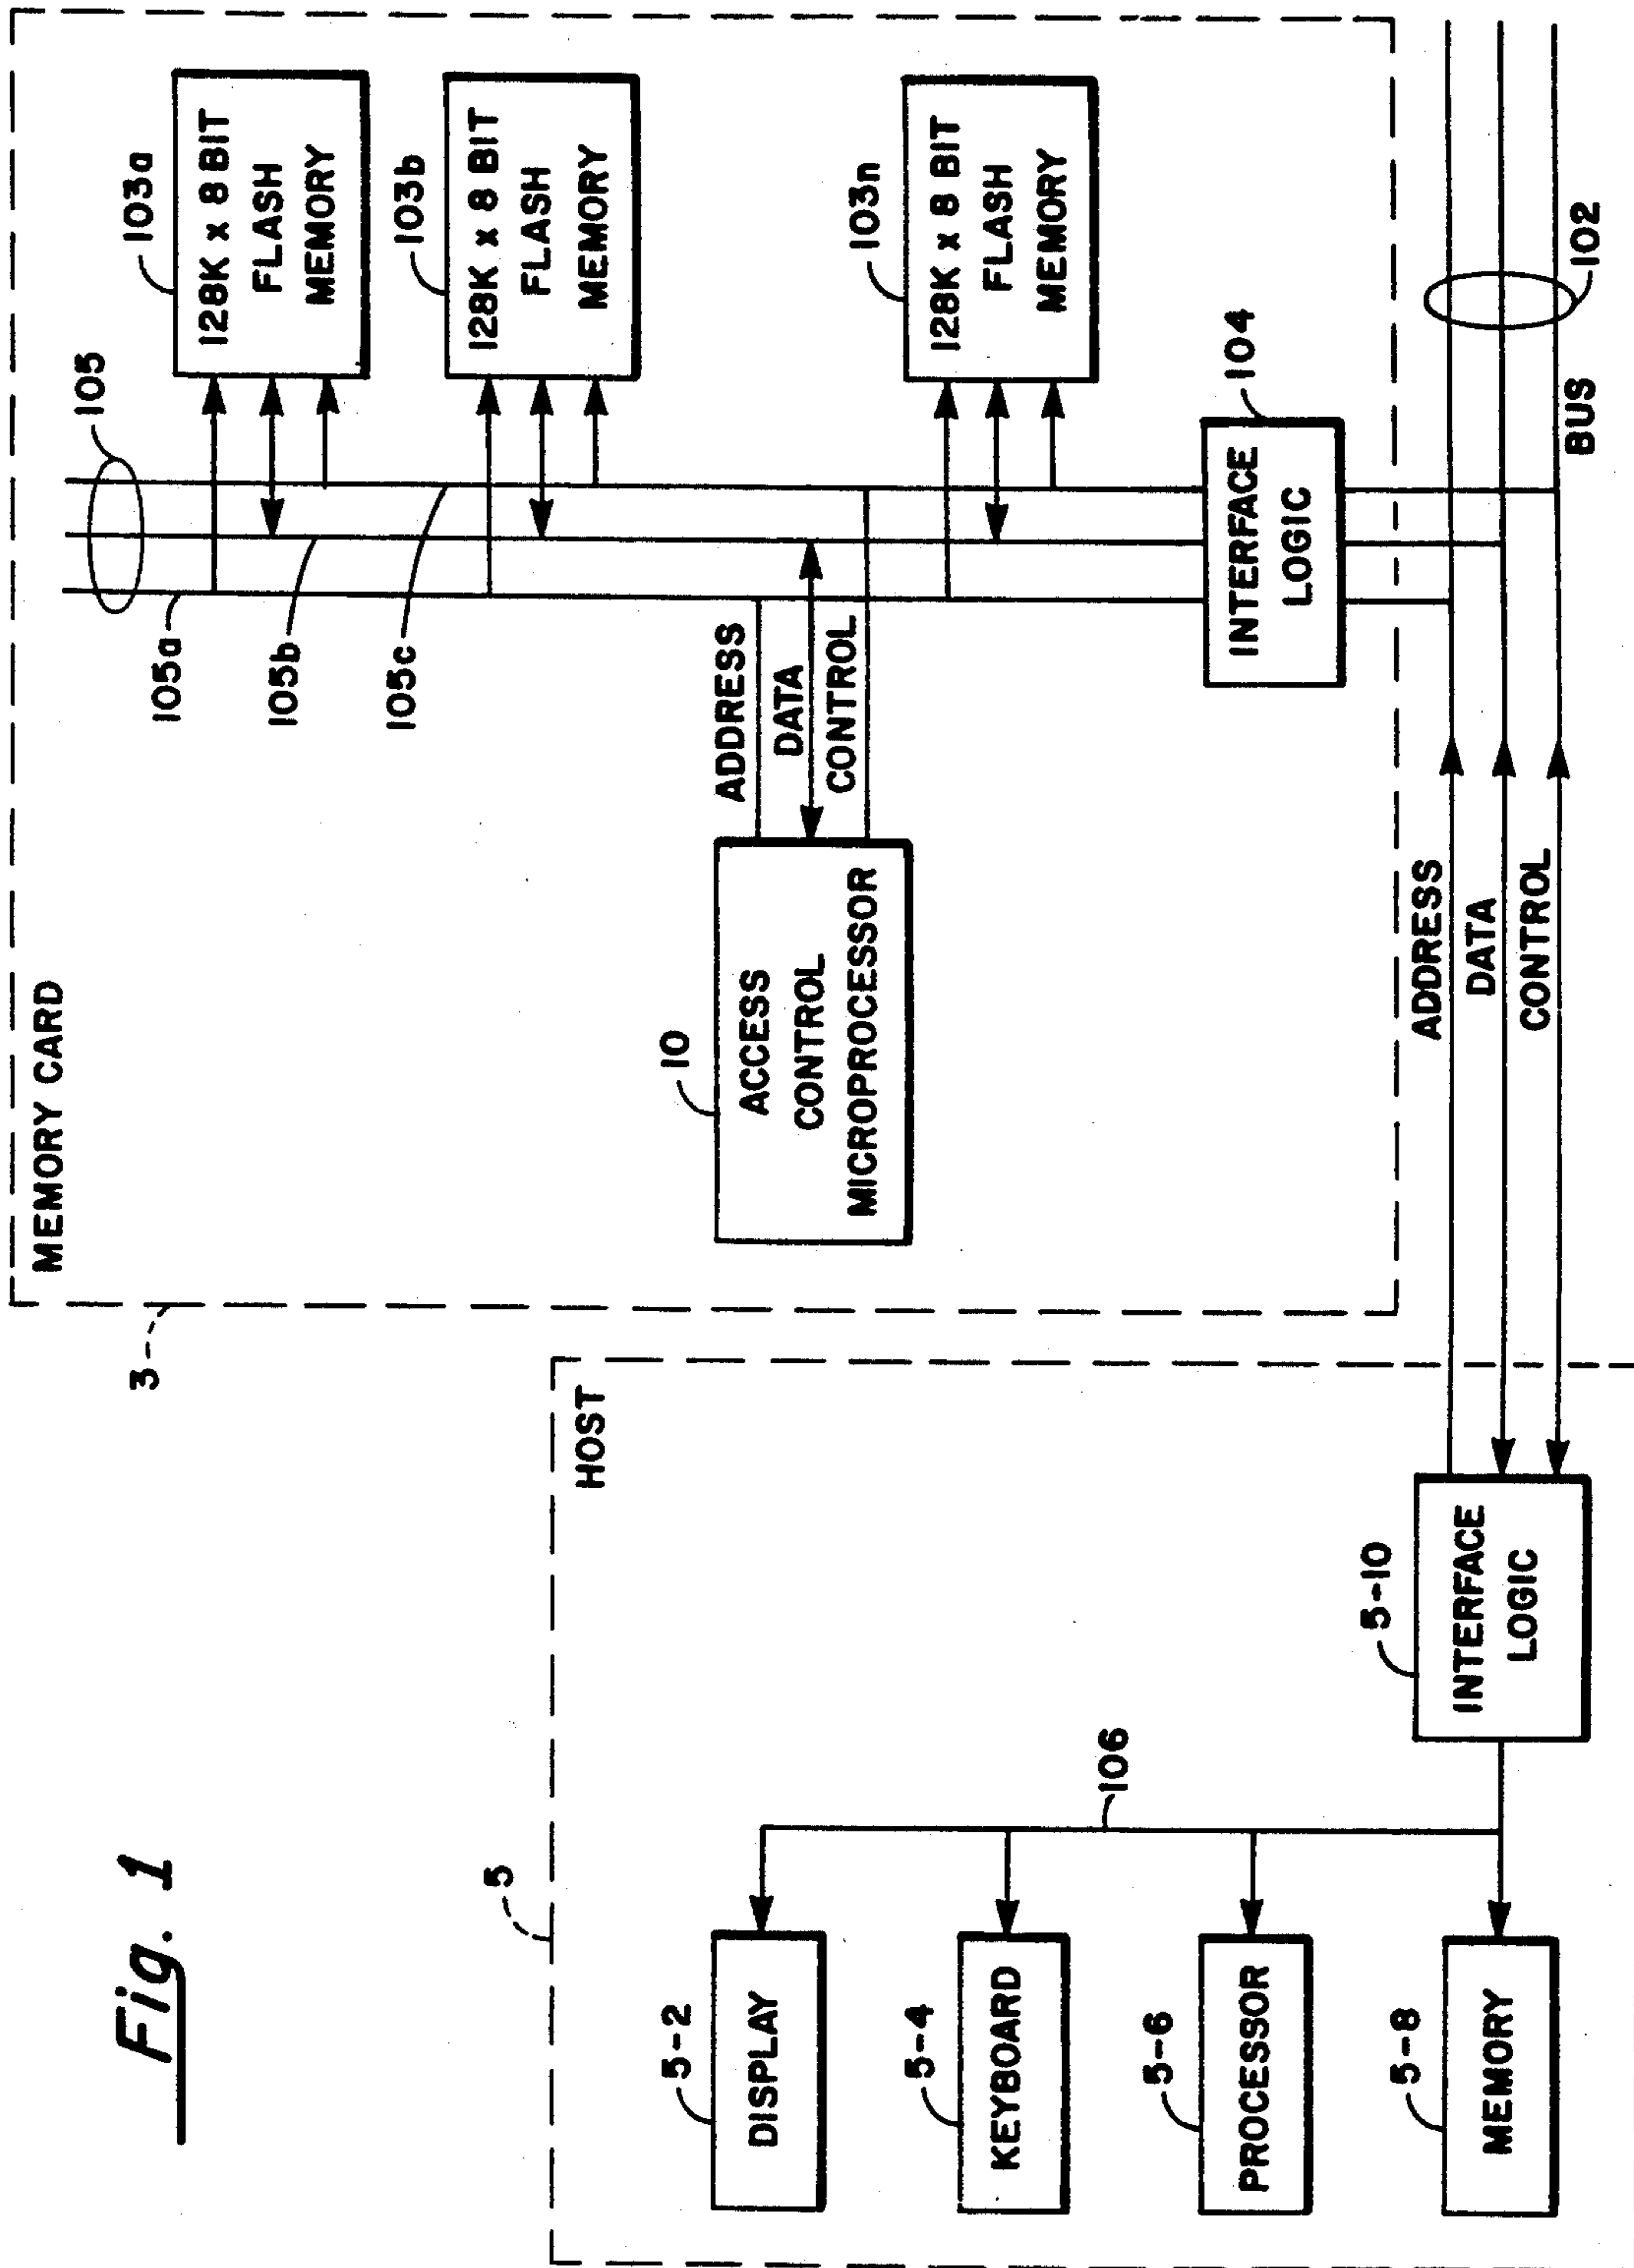 Fig. 1
3
MEMORY CARD
105
105a
105b
105c
103a
128K x 8 BIT
FLASH
MEMORY
103b
128K x 8 BIT
FLASH
MEMORY
103n
128K x 8 BIT
FLASH
MEMORY
10
ACCESS
CONTROL
MICROPROCESSOR
ADDRESS
DATA
CONTROL
104
INTERFACE
LOGIC
5
HOST
5-2
DISPLAY
5-4
KEYBOARD
5-6
PROCESSOR
5-8
MEMORY
106
5-10
INTERFACE
LOGIC
ADDRESS
DATA
CONTROL
BUS
102